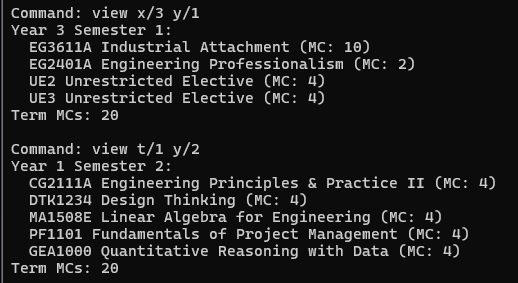 Command: view x/3 y/1
Year 3 Semester 1:
EG3611A Industrial Attachment (MC: 10)
EG2401A Engineering Professionalism (MC: 2)
UE2 Unrestricted Elective (MC: 4)
UE3 Unrestricted Elective (MC: 4)
Term MCs: 20
Command: view t/1 y/2
Year 1 Semester 2:
CG2111A Engineering Principles & Practice II (MC: 4)
DTK1234 Design Thinking (MC: 4)
MA1508E Linear Algebra for Engineering (MC: 4)
PF1101 Fundamentals of Project Management (MC: 4)
GEA1000 Quantitative Reasoning with Data (MC: 4)
Term MCs: 20